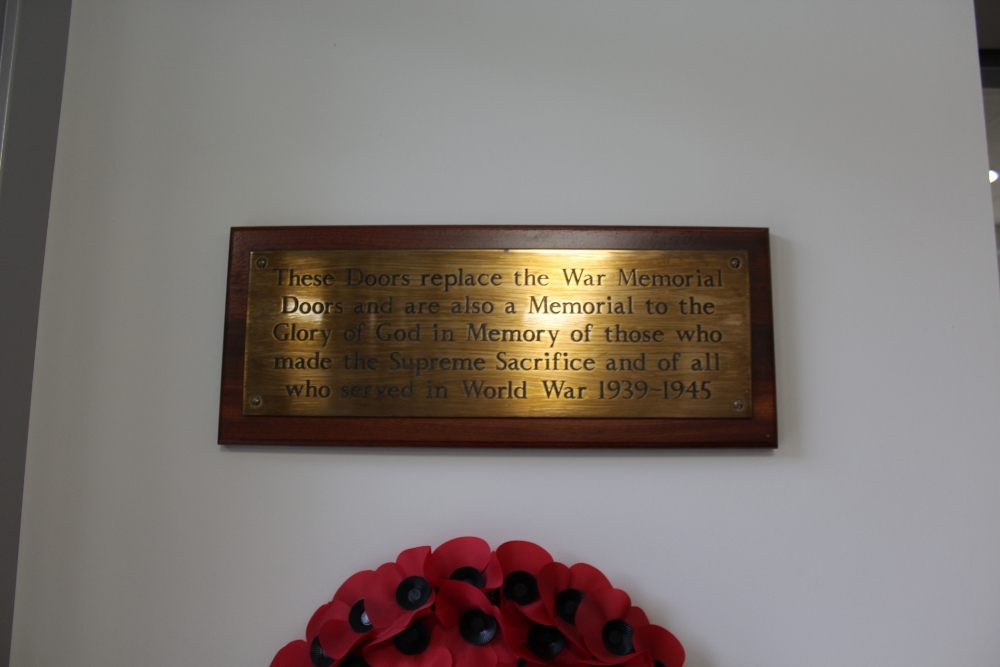 These Doors replace the War Memorial
Doors and are also a Memorial to the
Glory of God in Memory of those who
made the Supreme Sacrifice and of all
who served in World War 1939-1945